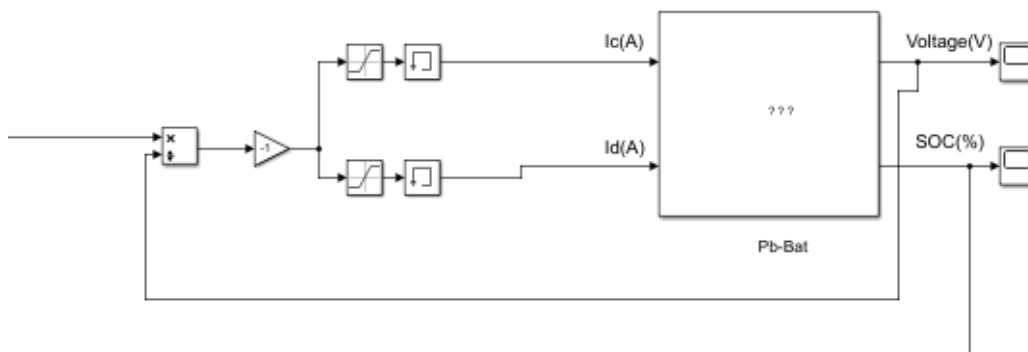 Ic(A)
Voltage(V)
???
× 
÷
-1
Id(A)
SOC(%)
Pb-Bat